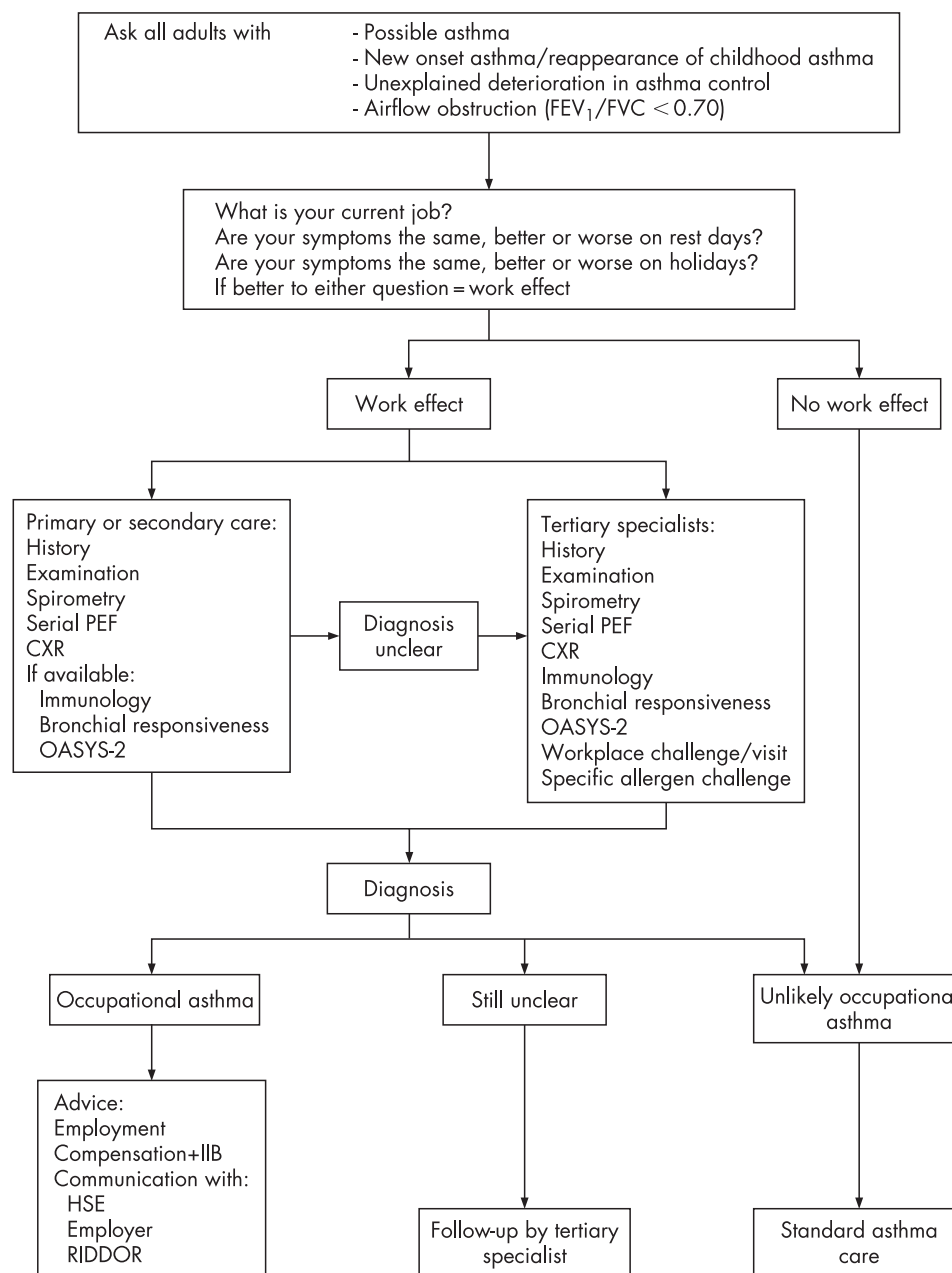 Ask all adults with - Possible asthma
- New onset asthma/reappearance of childhood asthma
- Unexplained deterioration in asthma control
- Airflow obstruction (FEV1/FVC < 0.70)
What is your current job?
Are your symptoms the same, better or worse on rest days?
Are your symptoms the same, better or worse on holidays?
If better to either question = work effect
Work effect
No work effect
Primary or secondary care:
History
Examination
Spirometry
Serial PEF
CXR
If available:
Immunology
Bronchial responsiveness
OASYS-2
Diagnosis
unclear
Tertiary specialists:
History
Examination
Spirometry
Serial PEF
CXR
Immunology
Bronchial responsiveness
OASYS-2
Workplace challenge/visit
Specific allergen challenge
Diagnosis
Occupational asthma
Still unclear
Unlikely occupational
asthma
Advice:
Employment
Compensation+IIB
Communication with:
HSE
Employer
RIDDOR
Follow-up by tertiary
specialist
Standard asthma
care